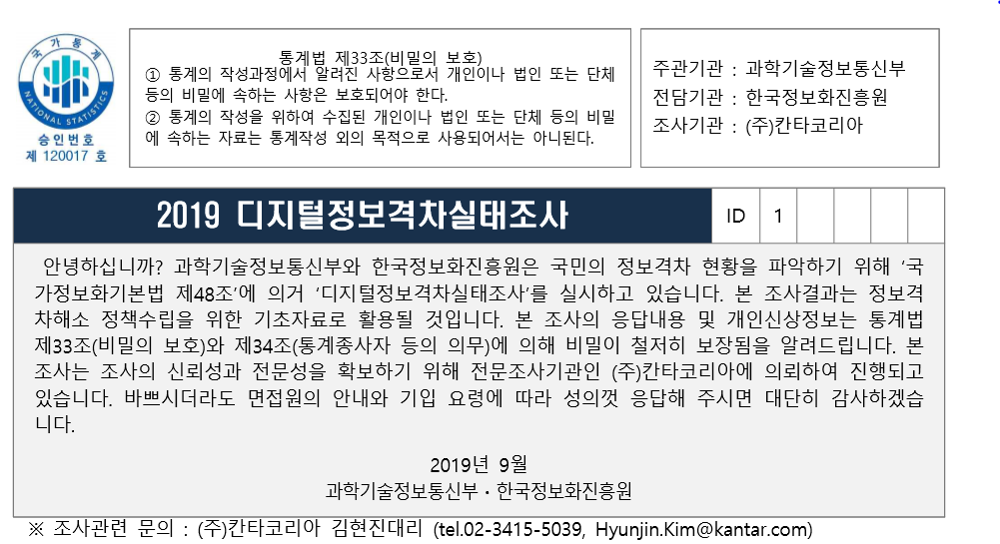 국가통계
NATIONAL STATISTICS
승인번호
제 120017 호
통계법 제33조(비밀의 보호)
① 통계의 작성과정에서 알려진 사항으로서 개인이나 법인 또는 단체
등의 비밀에 속하는 사항은 보호되어야 한다.
② 통계의 작성을 위하여 수집된 개인이나 법인 또는 단체 등의 비밀
에 속하는 자료는 통계작성 외의 목적으로 사용되어서는 아니된다.
주관기관 : 과학기술정보통신부
전담기관 : 한국정보화진흥원
조사기관 : (주)칸타코리아
2019 디지털정보격차실태조사
ID 1
안녕하십니까? 과학기술정보통신부와 한국정보화진흥원은 국민의 정보격차 현황을 파악하기 위해 ‘국
가정보화기본법 제48조’에 의거 ‘디지털정보격차실태조사’를 실시하고 있습니다. 본 조사결과는 정보격
차해소 정책수립을 위한 기초자료로 활용될 것입니다. 본 조사의 응답내용 및 개인신상정보는 통계법
제33조(비밀의 보호)와 제34조(통계종사자 등의 의무)에 의해 비밀이 철저히 보장됨을 알려드립니다. 본
조사는 조사의 신뢰성과 전문성을 확보하기 위해 전문조사기관인 (주)칸타코리아에 의뢰하여 진행되고
있습니다. 바쁘시더라도 면접원의 안내와 기입 요령에 따라 성의껏 응답해 주시면 대단히 감사하겠습
니다.
2019년 9월
과학기술정보통신부·한국정보화진흥원
※ 조사관련 문의 : (주)칸타코리아 김현진대리 (tel.02-3415-5039, Hyunjin.Kim@kantar.com)